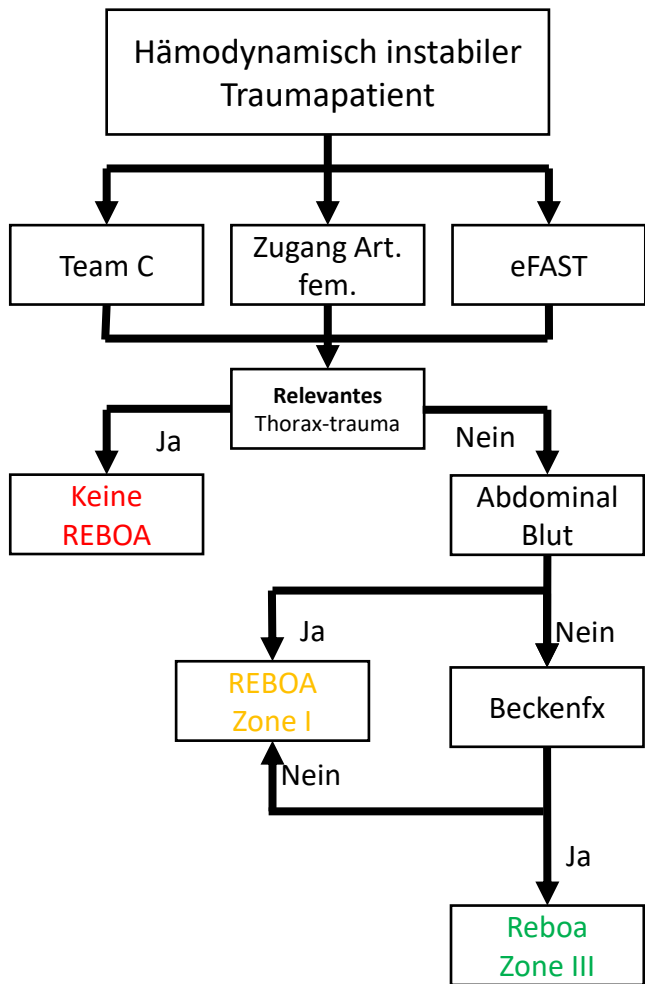 Hämodynamisch instabiler
Traumapatient
Team C
Zugang Art.
fem.
eFAST
Relevantes
Thorax-trauma
Ja
Nein
Keine
REBOA
Abdominal
Blut
Ja
Nein
REBOA
Zone I
Beckenfx
Nein
Ja
Reboa
Zone III